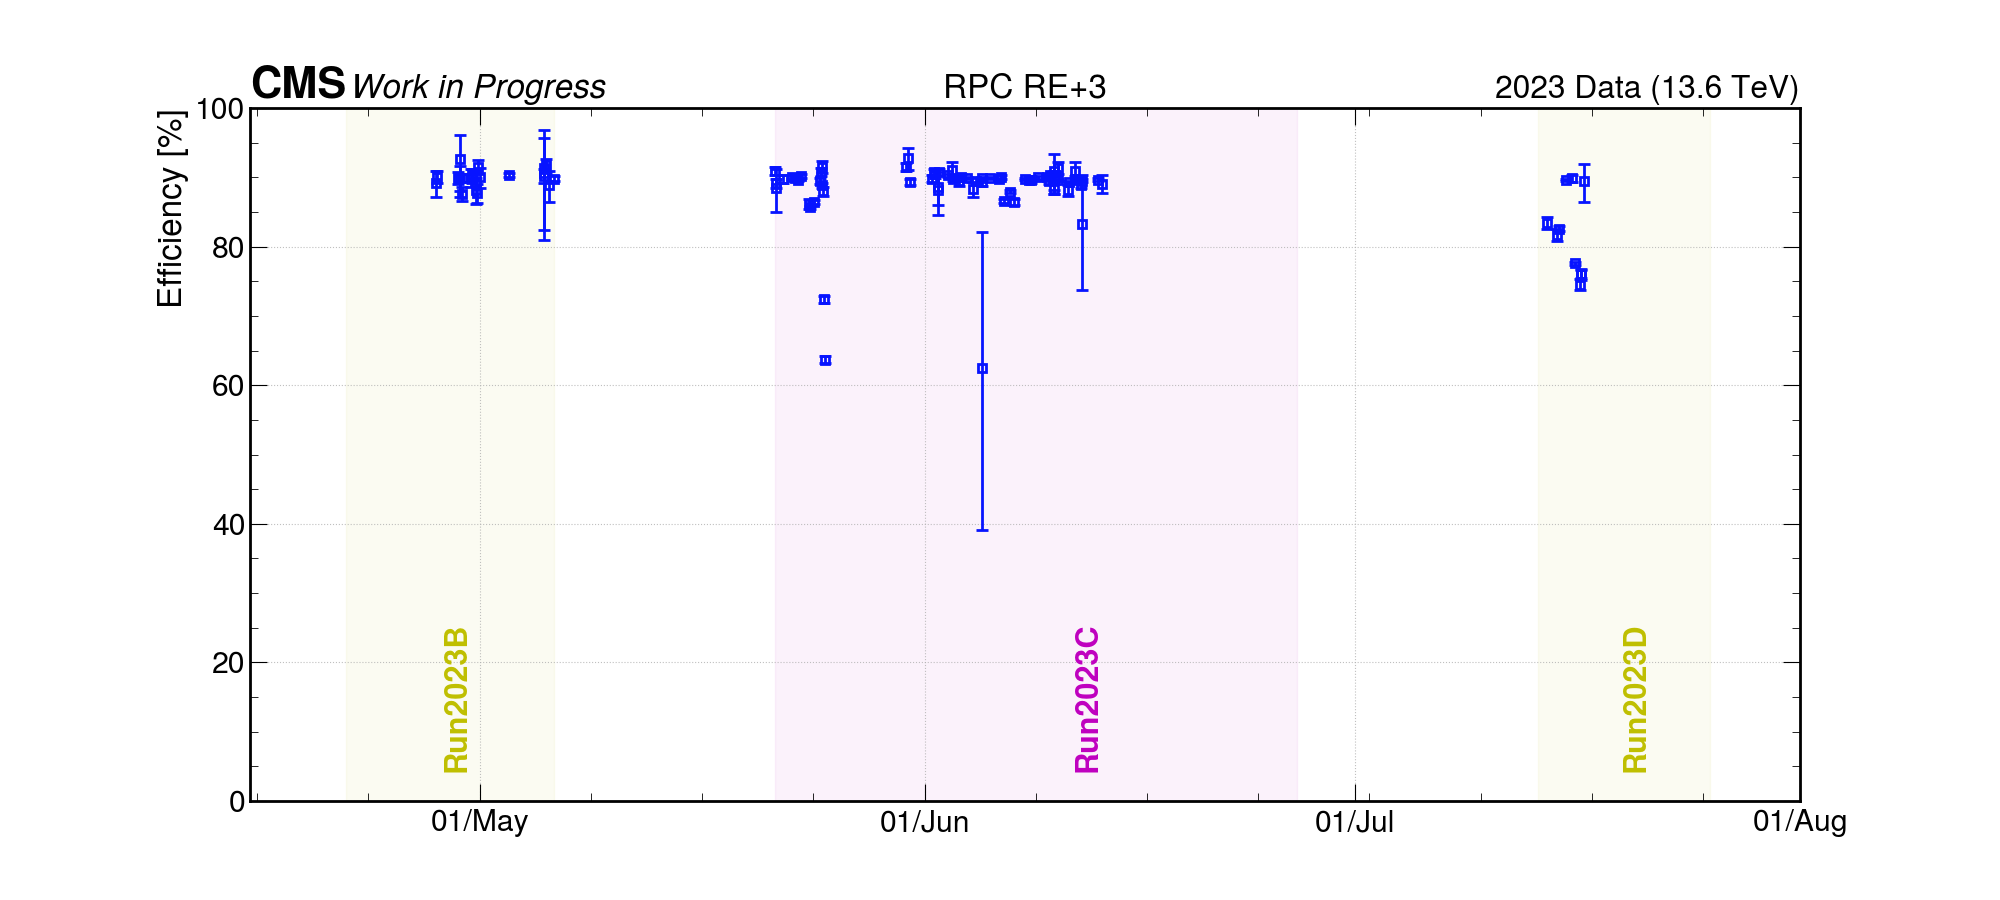 CMS Work in Progress
RPC RE+3
2023 Data (13.6 TeV)
Efficiency [%]
100
80
60
40
20
0
Run2023B
Run2023C
Run2023D
01/May
01/Jun
01/Jul
01/Aug